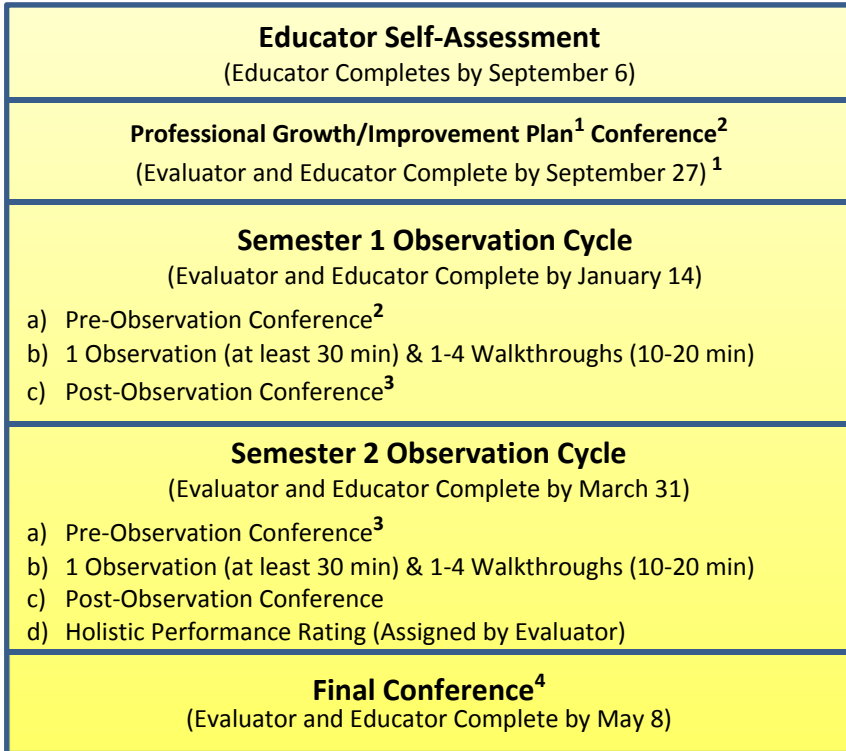 Educator Self-Assessment
(Educator Completes by September 6)
Professional Growth/Improvement Plan¹ Conference²
(Evaluator and Educator Complete by September 27) ¹
Semester 1 Observation Cycle
(Evaluator and Educator Complete by January 14)
a) Pre-Observation Conference²
b) 1 Observation (at least 30 min) & 1-4 Walkthroughs (10-20 min)
c) Post-Observation Conference³
Semester 2 Observation Cycle
(Evaluator and Educator Complete by March 31)
a) Pre-Observation Conference³
b) 1 Observation (at least 30 min) & 1-4 Walkthroughs (10-20 min)
c) Post-Observation Conference
d) Holistic Performance Rating (Assigned by Evaluator)
Final Conference⁴
(Evaluator and Educator Complete by May 8)